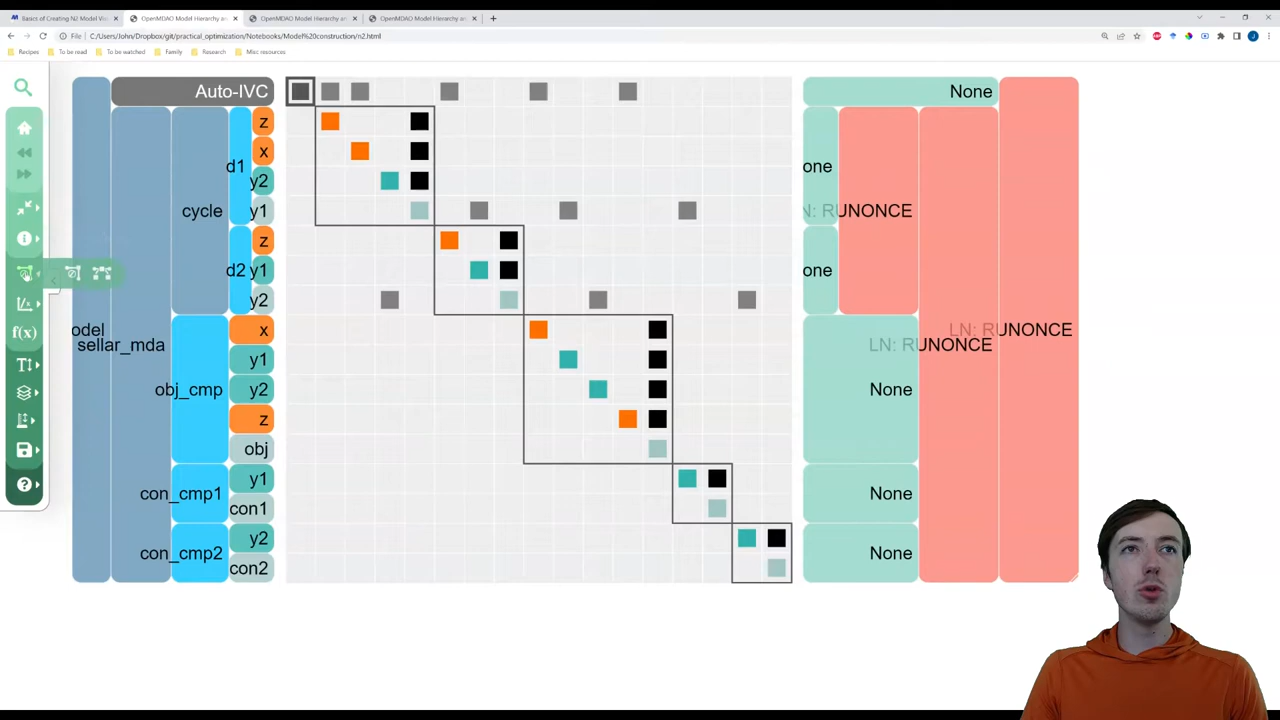 Basics of Creating N2 Model Vis
OpenMDAO Model Hierarchy an
OpenMDAO Model Hierarchy an
OpenMDAO Model Hierarchy an
File
C:/Users/John/Dropbox/git/practical_optimization/Notebooks/Model%20construction/n2.html
Recipes
To be read
To be watched
Family
Research
Misc resources
Auto-IVC
None
z
x
d1
y2
one
cycle
y1
N: RUNONCE
z
d2
y1
one
y2
odel
x
LN: RUNONCE
sellar_mda
LN: RUNONCE
y1
obj_cmp
y2
None
z
obj
y1
con_cmp1
None
con1
y2
con_cmp2
None
con2
f(x)